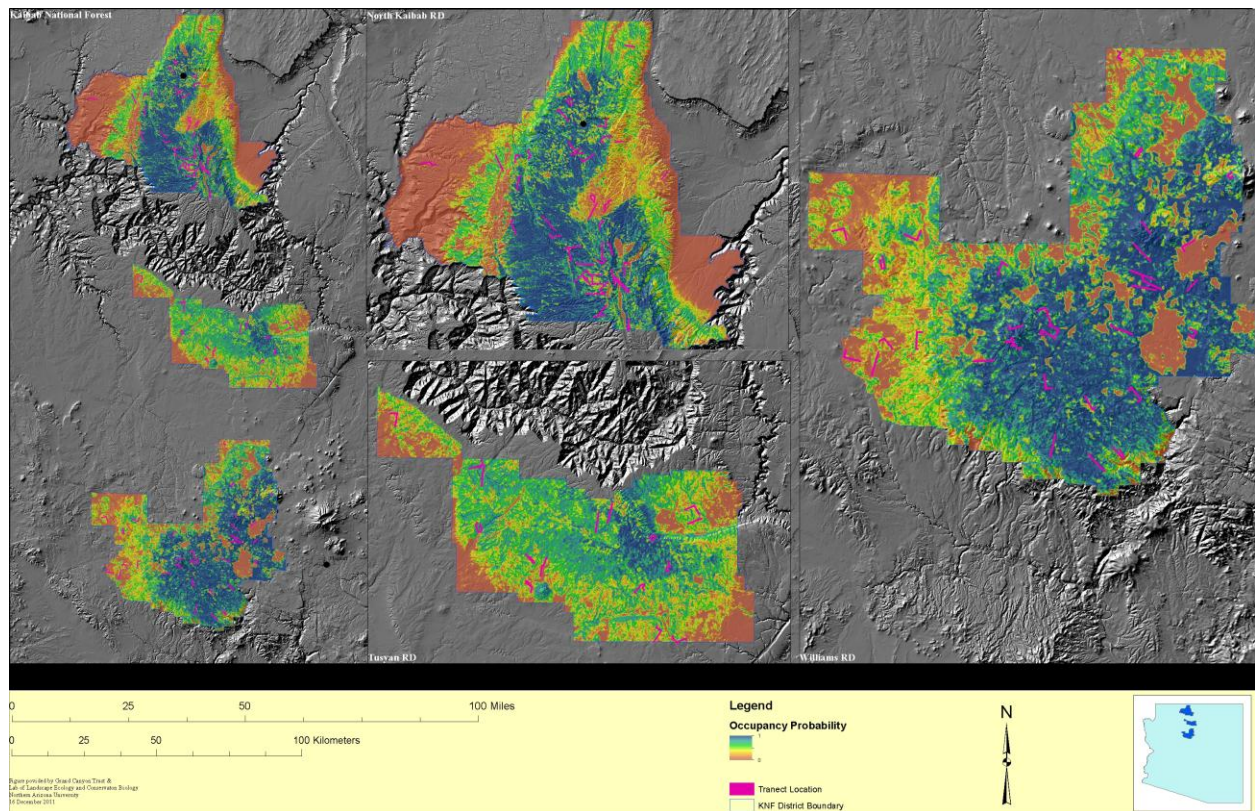 Kaibab National Forest
North Kaibab RD
Tusyan RD
Williams RD
0 25 50 100 Miles
0 25 50 100 Kilometers
Figure provided by Grand Canyon Trust &
Lab of Landscape Ecology and Conservation Biology
Northern Arizona University
16 December 2011
Legend
Occupancy Probability
1
0
Tranect Location
KNF District Boundary
N